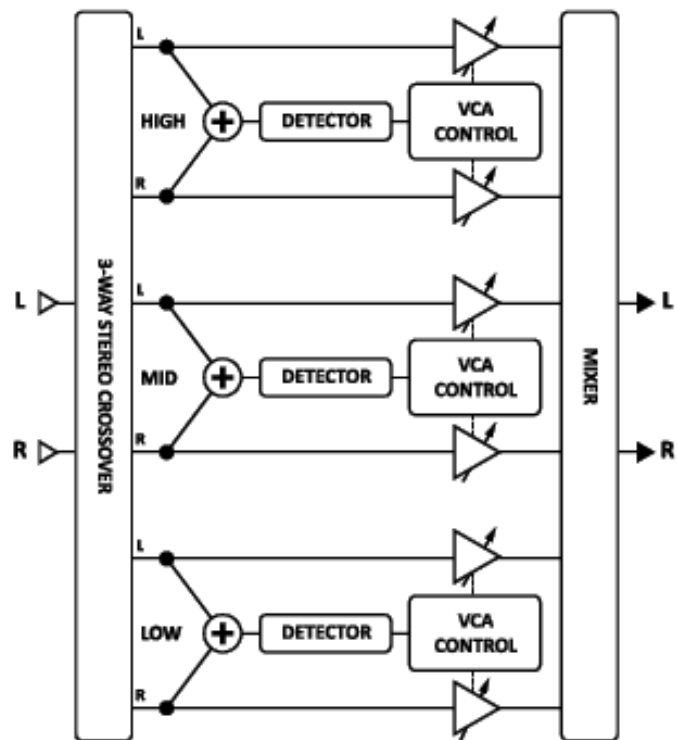 L
HIGH
DETECTOR
VCA
CONTROL
R
3-WAY STEREO CROSSOVER
L
L
L
MID
DETECTOR
VCA
CONTROL
MIXER
R
R
R
L
LOW
DETECTOR
VCA
CONTROL
R